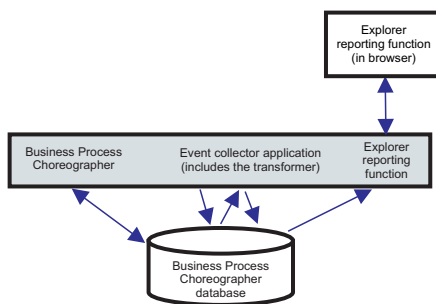 Explorer
reporting function
(in browser)
Business Process
Choreographer
Event collector application
(includes the transformer)
Explorer
reporting
function
Business Process
Choreographer
database